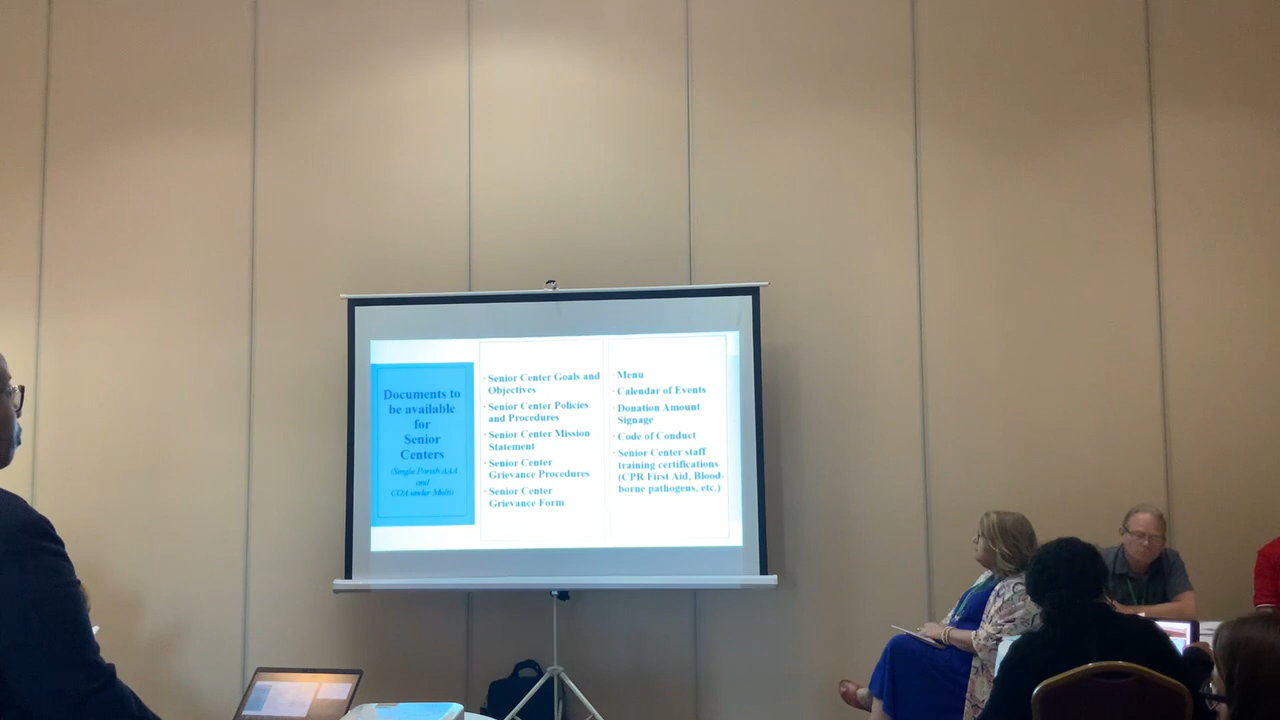 Documents to
be available
for
Senior
Centers
(Single Parish AAA
and
COA under Multi)
· Senior Center Goals and
Objectives
· Senior Center Policies
and Procedures
· Senior Center Mission
Statement
· Senior Center
Grievance Procedures
· Senior Center
Grievance Form
· Menu
· Calendar of Events
· Donation Amount
Signage
· Code of Conduct
· Senior Center staff
training certifications
(CPR First Aid, Blood-
borne pathogens, etc.)